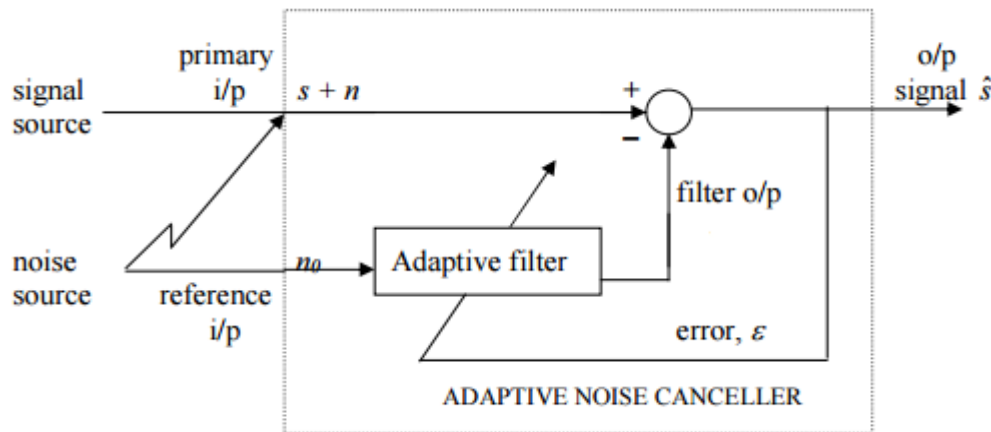 primary
i/p
signal
source
s + n
+
−
o/p
signal ŝ
filter o/p
noise
source
n₀
Adaptive filter
reference
i/p
error, ε
ADAPTIVE NOISE CANCELLER